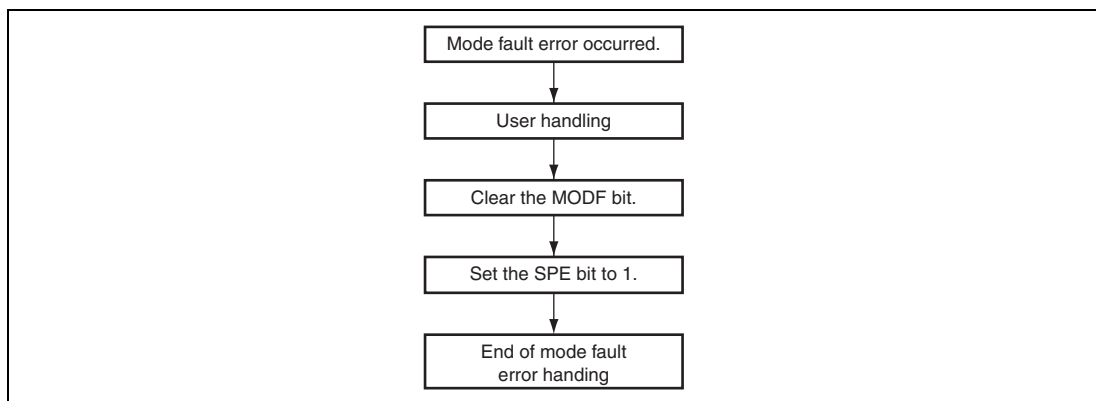 Mode fault error occurred.
User handling
Clear the MODF bit.
Set the SPE bit to 1.
End of mode fault
error handing